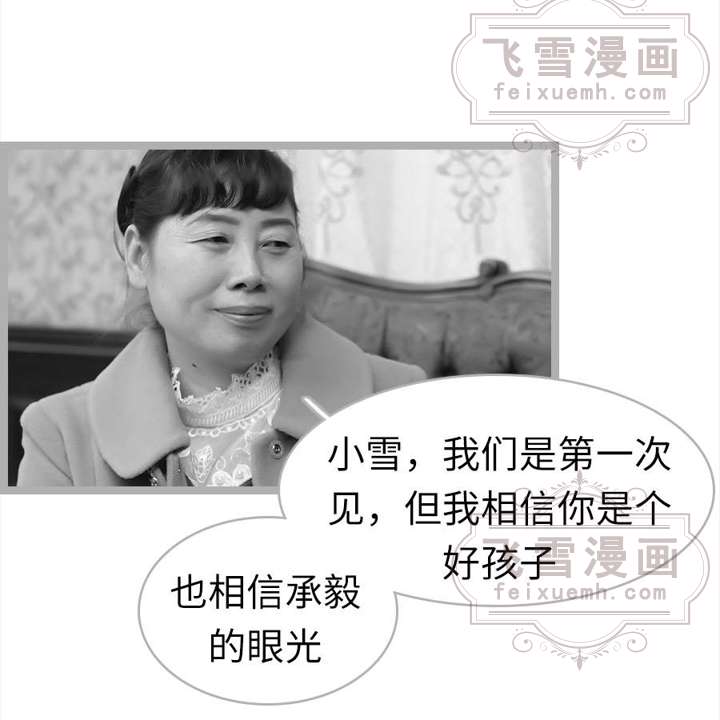 飞雪漫画
feixuemh.com
小雪，我们是第一次
见，但我相信你是个
好孩子
飞雪漫画
feixuemh.com
也相信承毅
的眼光